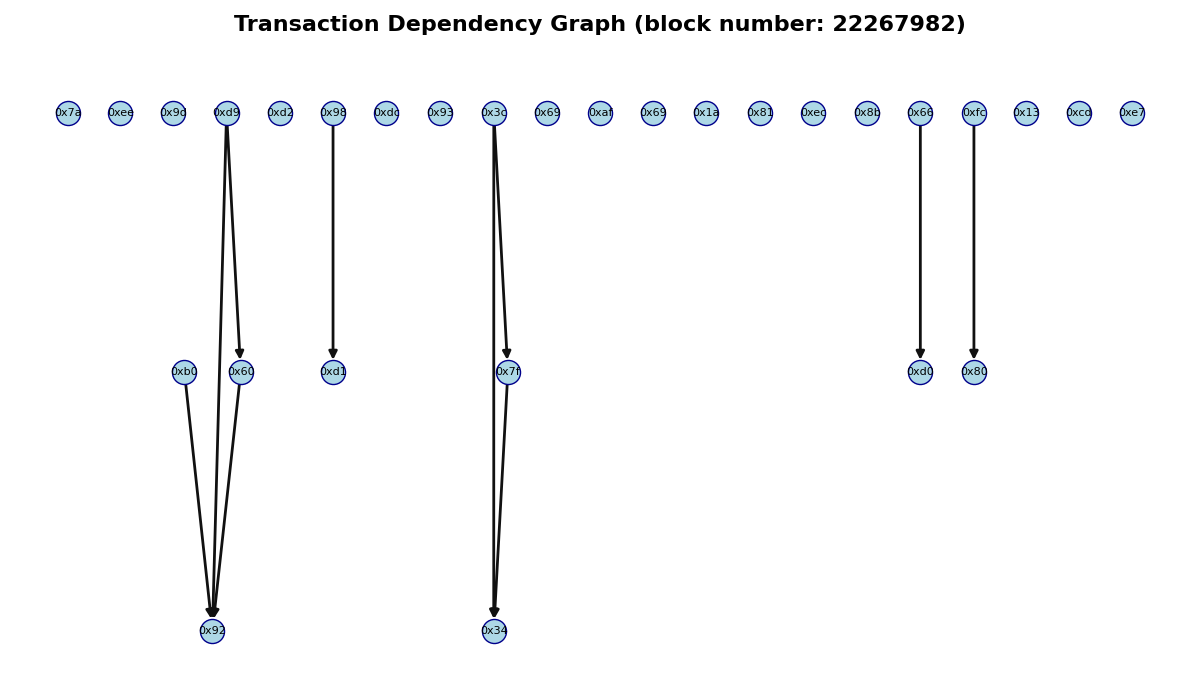 Transaction Dependency Graph (block number: 22267982)
0x7a 0xee 0x9d 0xd9 0xd2 0x98 0xdc 0x93 0x3c 0x69 0xaf 0x69 0x1a 0x81 0xec 0x8b 0x66 0xfc 0x13 0xcd 0xe7
0xb0 0x60 0xd1 0x7f 0xd0 0x80
0x92 0x34